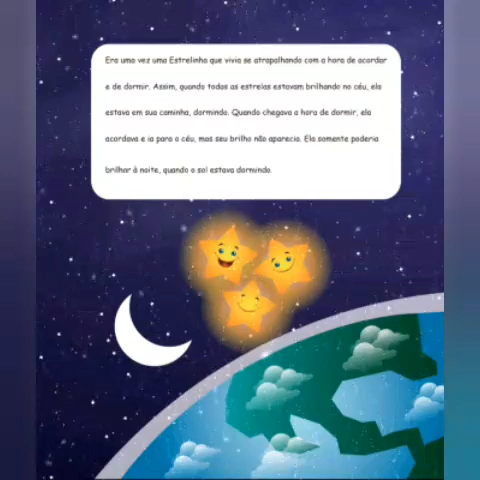 Era uma vez uma Estrelinha que vivia se atrapalhando com a hora de acordar
e de dormir. Assim, quando todas as estrelas estavam brilhando no céu, ela
estava em sua caminha, dormindo. Quando chegava a hora de dormir, ela
acordava e ia para o céu, mas seu brilho não aparecia. Ela somente poderia
brilhar à noite, quando o sol estava dormindo.